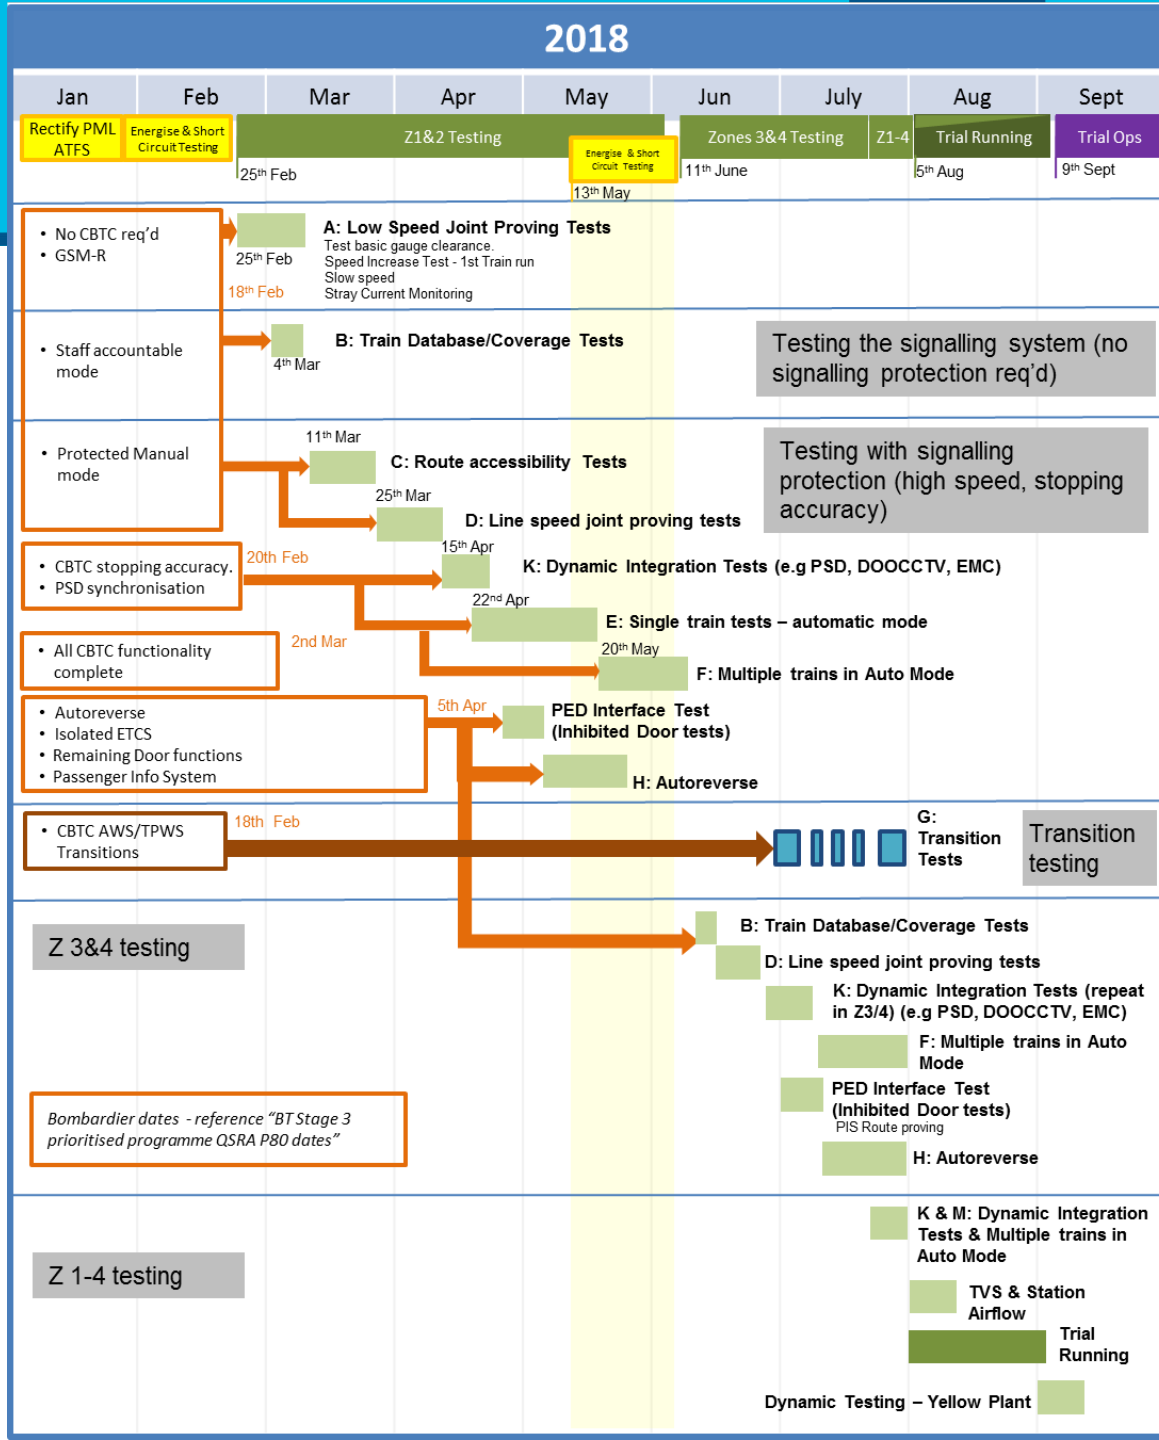 2018
Jan Feb Mar Apr May Jun July Aug Sept
Rectify PML
ATFS
Energise & Short
Circuit Testing
Z1&2 Testing
Energise & Short
Circuit Testing
Zones 3&4 Testing
Z1-4
Trial Running
Trial Ops
25th Feb
13th May
11th June
5th Aug
9th Sept
• No CBTC req'd
• GSM-R
25th Feb
18th Feb
A: Low Speed Joint Proving Tests
Test basic gauge clearance.
Speed Increase Test - 1st Train run
Slow speed
Stray Current Monitoring
• Staff accountable
mode
4th Mar
B: Train Database/Coverage Tests
Testing the signalling system (no
signalling protection req'd)
• Protected Manual
mode
11th Mar
C: Route accessibility Tests
25th Mar
D: Line speed joint proving tests
Testing with signalling
protection (high speed, stopping
accuracy)
• CBTC stopping accuracy.
• PSD synchronisation
20th Feb
15th Apr
K: Dynamic Integration Tests (e.g PSD, DOOCCTV, EMC)
22nd Apr
E: Single train tests – automatic mode
• All CBTC functionality
complete
2nd Mar
20th May
F: Multiple trains in Auto Mode
• Autoreverse
• Isolated ETCS
• Remaining Door functions
• Passenger Info System
5th Apr
PED Interface Test
(Inhibited Door tests)
H: Autoreverse
• CBTC AWS/TPWS
Transitions
18th Feb
G:
Transition
Tests
Transition
testing
Z 3&4 testing
B: Train Database/Coverage Tests
D: Line speed joint proving tests
K: Dynamic Integration Tests (repeat
in Z3/4) (e.g PSD, DOOCCTV, EMC)
F: Multiple trains in Auto
Mode
PED Interface Test
(Inhibited Door tests)
PIS Route proving
H: Autoreverse
Bombardier dates - reference "BT Stage 3
prioritised programme QSRA P80 dates"
Z 1-4 testing
K & M: Dynamic Integration
Tests & Multiple trains in
Auto Mode
TVS & Station
Airflow
Trial
Running
Dynamic Testing – Yellow Plant